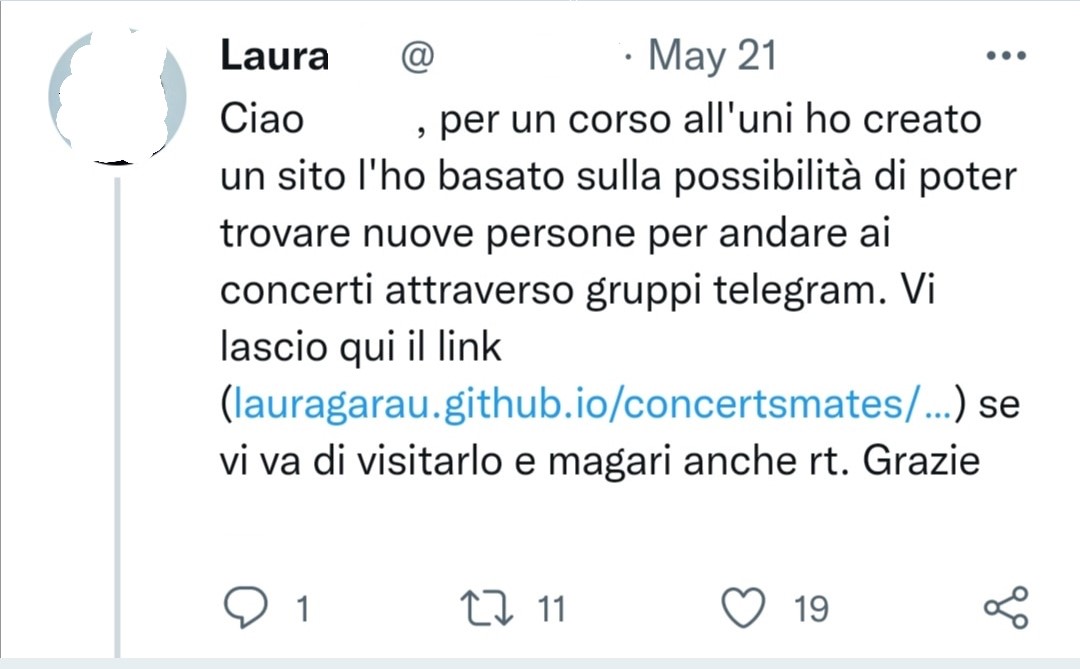 Laura @ · May 21
Ciao , per un corso all'uni ho creato
un sito l'ho basato sulla possibilità di poter
trovare nuove persone per andare ai
concerti attraverso gruppi telegram. Vi
lascio qui il link
(lauragarau.github.io/concertsmates/...) se
vi va di visitarlo e magari anche rt. Grazie
1 11 19